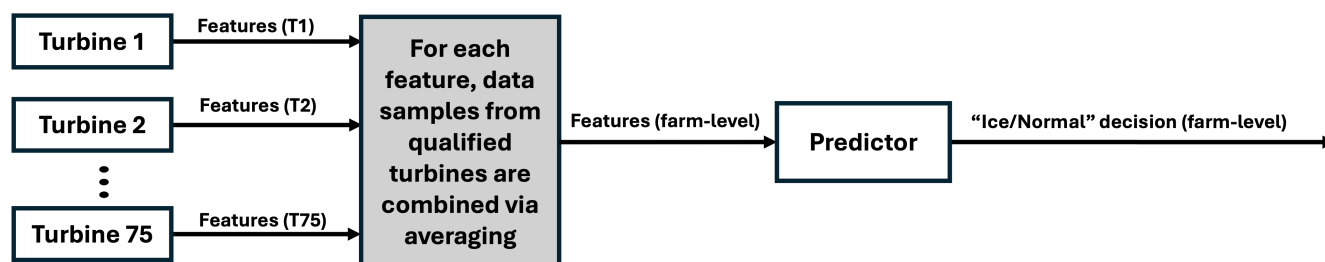 Turbine 1
Features (T1)
Turbine 2
Features (T2)
Turbine 75
Features (T75)
For each
feature, data
samples from
qualified
turbines are
combined via
averaging
Features (farm-level)
Predictor
“Ice/Normal” decision (farm-level)